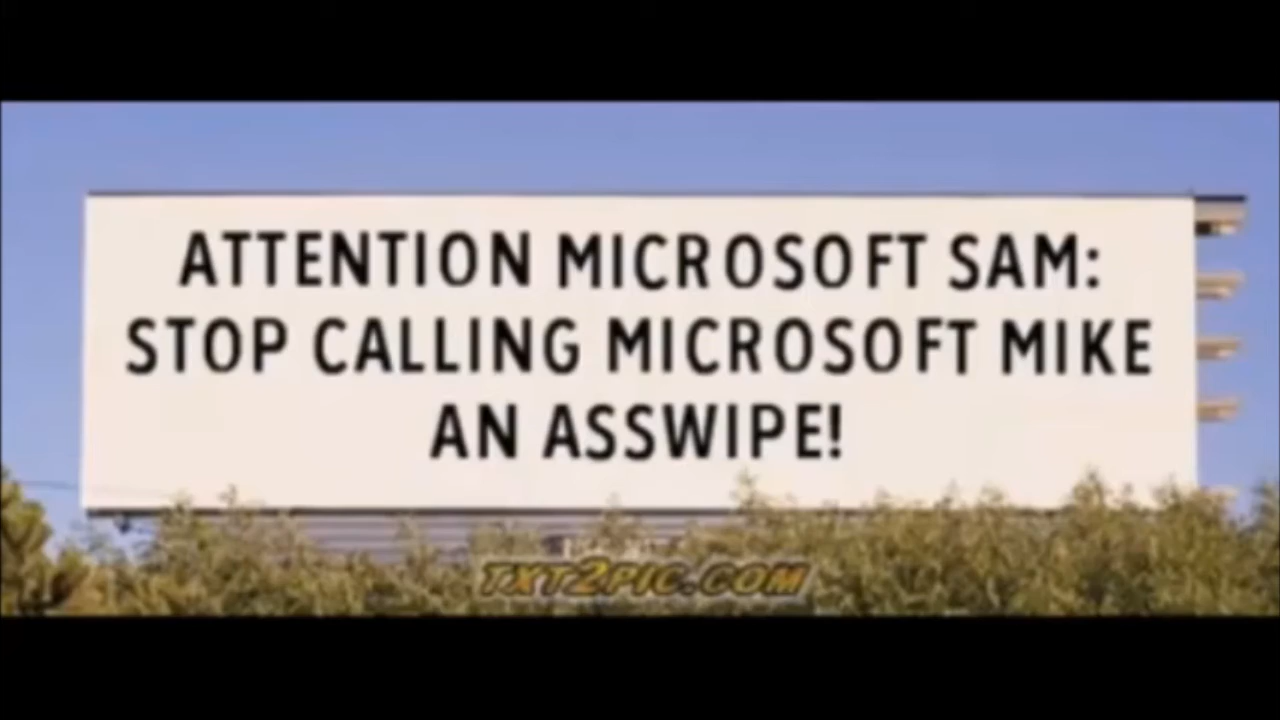 ATTENTION MICROSOFT SAM:
STOP CALLING MICROSOFT MIKE
AN ASSWIPE!
TXT2PIC.COM